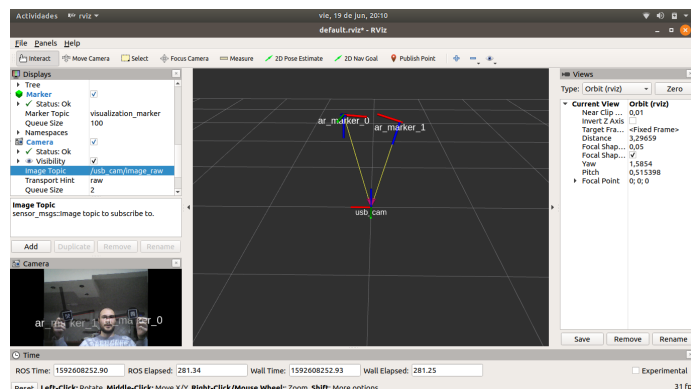 Actividades rviz ▾ vie, 19 de jun, 20:10
default.rviz* - RViz
File Panels Help
Interact Move Camera Select Focus Camera Measure 2D Pose Estimate 2D Nav Goal Publish Point
Displays
Tree
Marker
Status: Ok
Marker Topic visualization_marker
Queue Size 100
Namespaces
Camera
Status: Ok
Visibility
Image Topic /usb_cam/image_raw
Transport Hint raw
Queue Size 2
Image Topic
sensor_msgs::Image topic to subscribe to.
Add Duplicate Remove Rename
Camera
ar_marker_1 ar_marker_0
ar_marker_0
ar_marker_1
usb_cam
Views
Type: Orbit (rviz) Zero
Current View Orbit (rviz)
Near Clip ... 0,01
Invert Z Axis
Target Fra... <Fixed Frame>
Distance 3,29659
Focal Shap... 0,05
Focal Shap...
Yaw 1,5854
Pitch 0,515398
Focal Point 0; 0; 0
Save Remove Rename
Time
ROS Time: 1592608252.90 ROS Elapsed: 281.34 Wall Time: 1592608252.93 Wall Elapsed: 281.25 Experimental
Reset Left-Click: Rotate. Middle-Click: Move X/Y. Right-Click/Mouse Wheel:: Zoom. Shift: More options. 31 fp